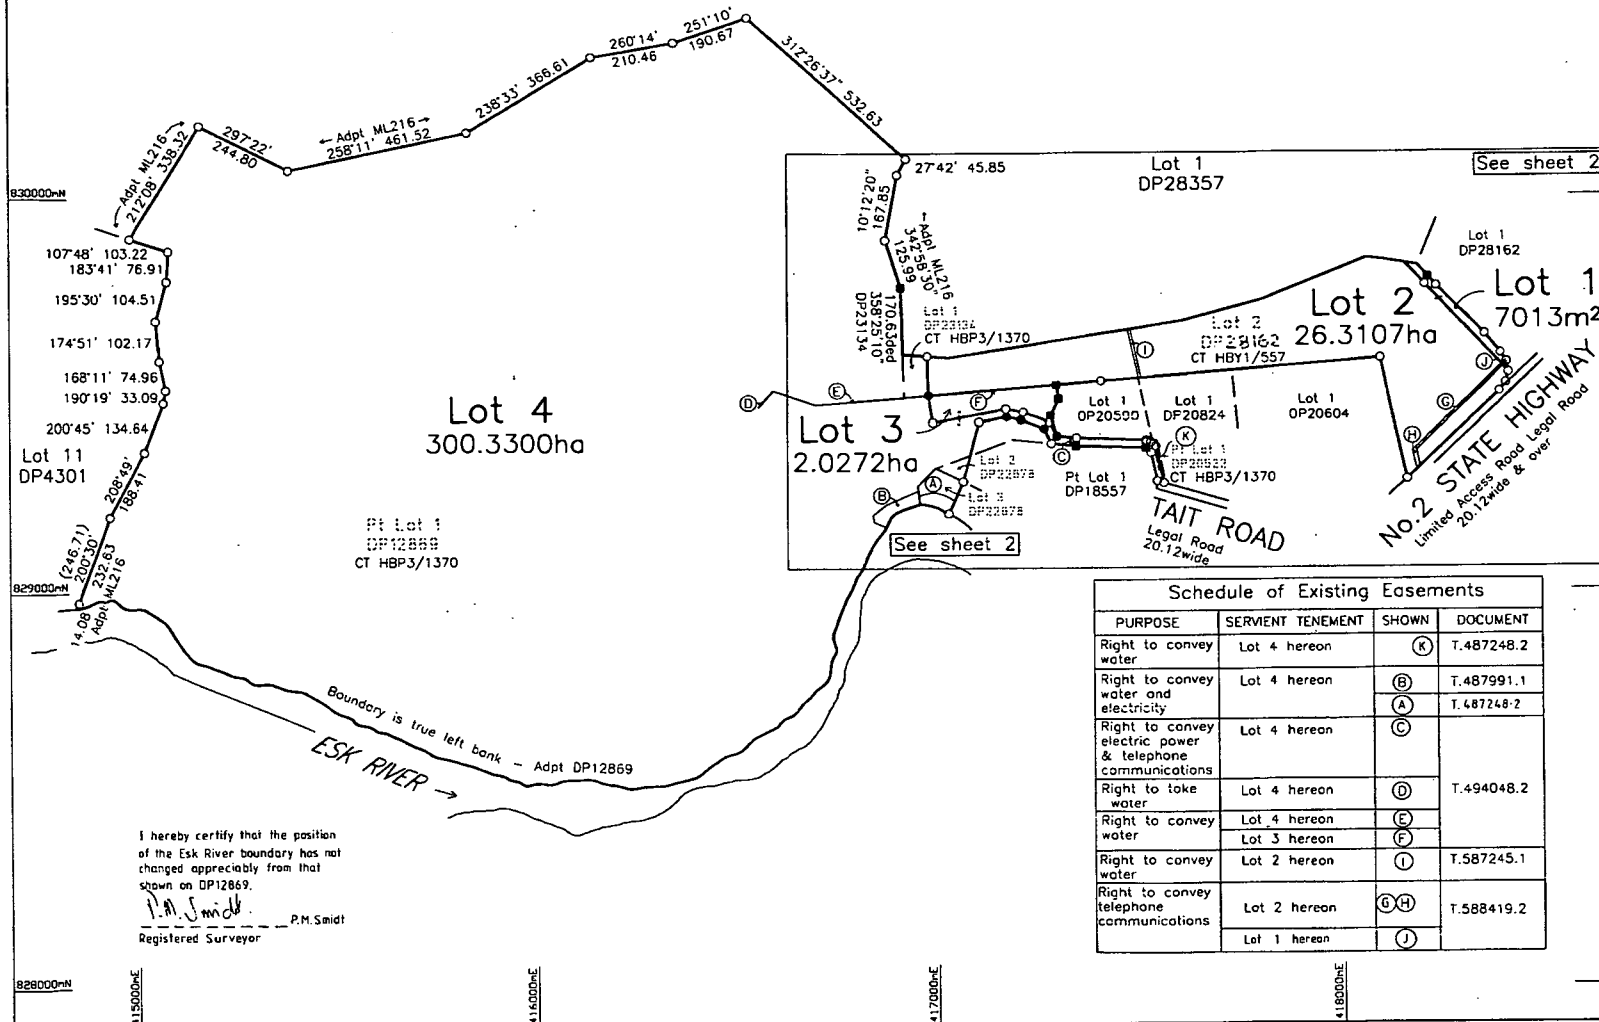 251°10'
190.67
260°14'
210.46
238°33' 366.61
312°26'37" 532.63
← Adpt ML216 →
258°11' 461.52
297°22'
244.80
← Adpt ML216 →
212°08' 338.32
830000mN
27°42' 45.85
Lot 1
DP28357
See sheet 2
10°12'20"
167.85
← Adpt ML216
342°58'30"
125.99
170.63ded
358°25'10"
DP23134
Lot 1
DP23134
CT HBP3/1370
107°48' 103.22
183°41' 76.91
195°30' 104.51
174°51' 102.17
168°11' 74.96
190°19' 33.09
200°45' 134.64
Lot 11
DP4301
208°49'
188.41
(246.71)
200°30'
232.63
Adpt ML216
14.08
829000mN
Lot 4
300.3300ha
Pt Lot 1
DP12869
CT HBP3/1370
Lot 1
DP28162
Lot 1
7013m²
Lot 2
26.3107ha
Lot 2
DP28162
CT HBY1/557
I
J
G
H
D
E
F
K
C
A
B
Lot 3
2.0272ha
Lot 1
DP20590
Lot 1
DP20824
Lot 1
DP20604
Pt Lot 1
CT HBP3/1370
Pt Lot 1
DP18557
Lot 2
DP22878
Lot 3
DP22878
See sheet 2
TAIT ROAD
Legal Road
20.12wide
No.2 STATE HIGHWAY
Limited Access Road Legal Road
20.12wide & over
Boundary is true left bank – Adpt DP12869
ESK RIVER →
Schedule of Existing Easements
PURPOSE SERVIENT TENEMENT SHOWN DOCUMENT
Right to convey water Lot 4 hereon K T.487248.2
Right to convey water and electricity Lot 4 hereon B T.487991.1
A T.487248.2
Right to convey electric power & telephone communications Lot 4 hereon C
Right to take water Lot 4 hereon D T.494048.2
Right to convey water Lot 4 hereon E
Lot 3 hereon F
Right to convey water Lot 2 hereon I T.587245.1
Right to convey telephone communications Lot 2 hereon G H T.588419.2
Lot 1 hereon J
I hereby certify that the position
of the Esk River boundary has not
changed appreciably from that
shown on DP12869.
P.M. Smidt
P.M.Smidt
Registered Surveyor
828000mN
415000mE
416000mE
417000mE
418000mE